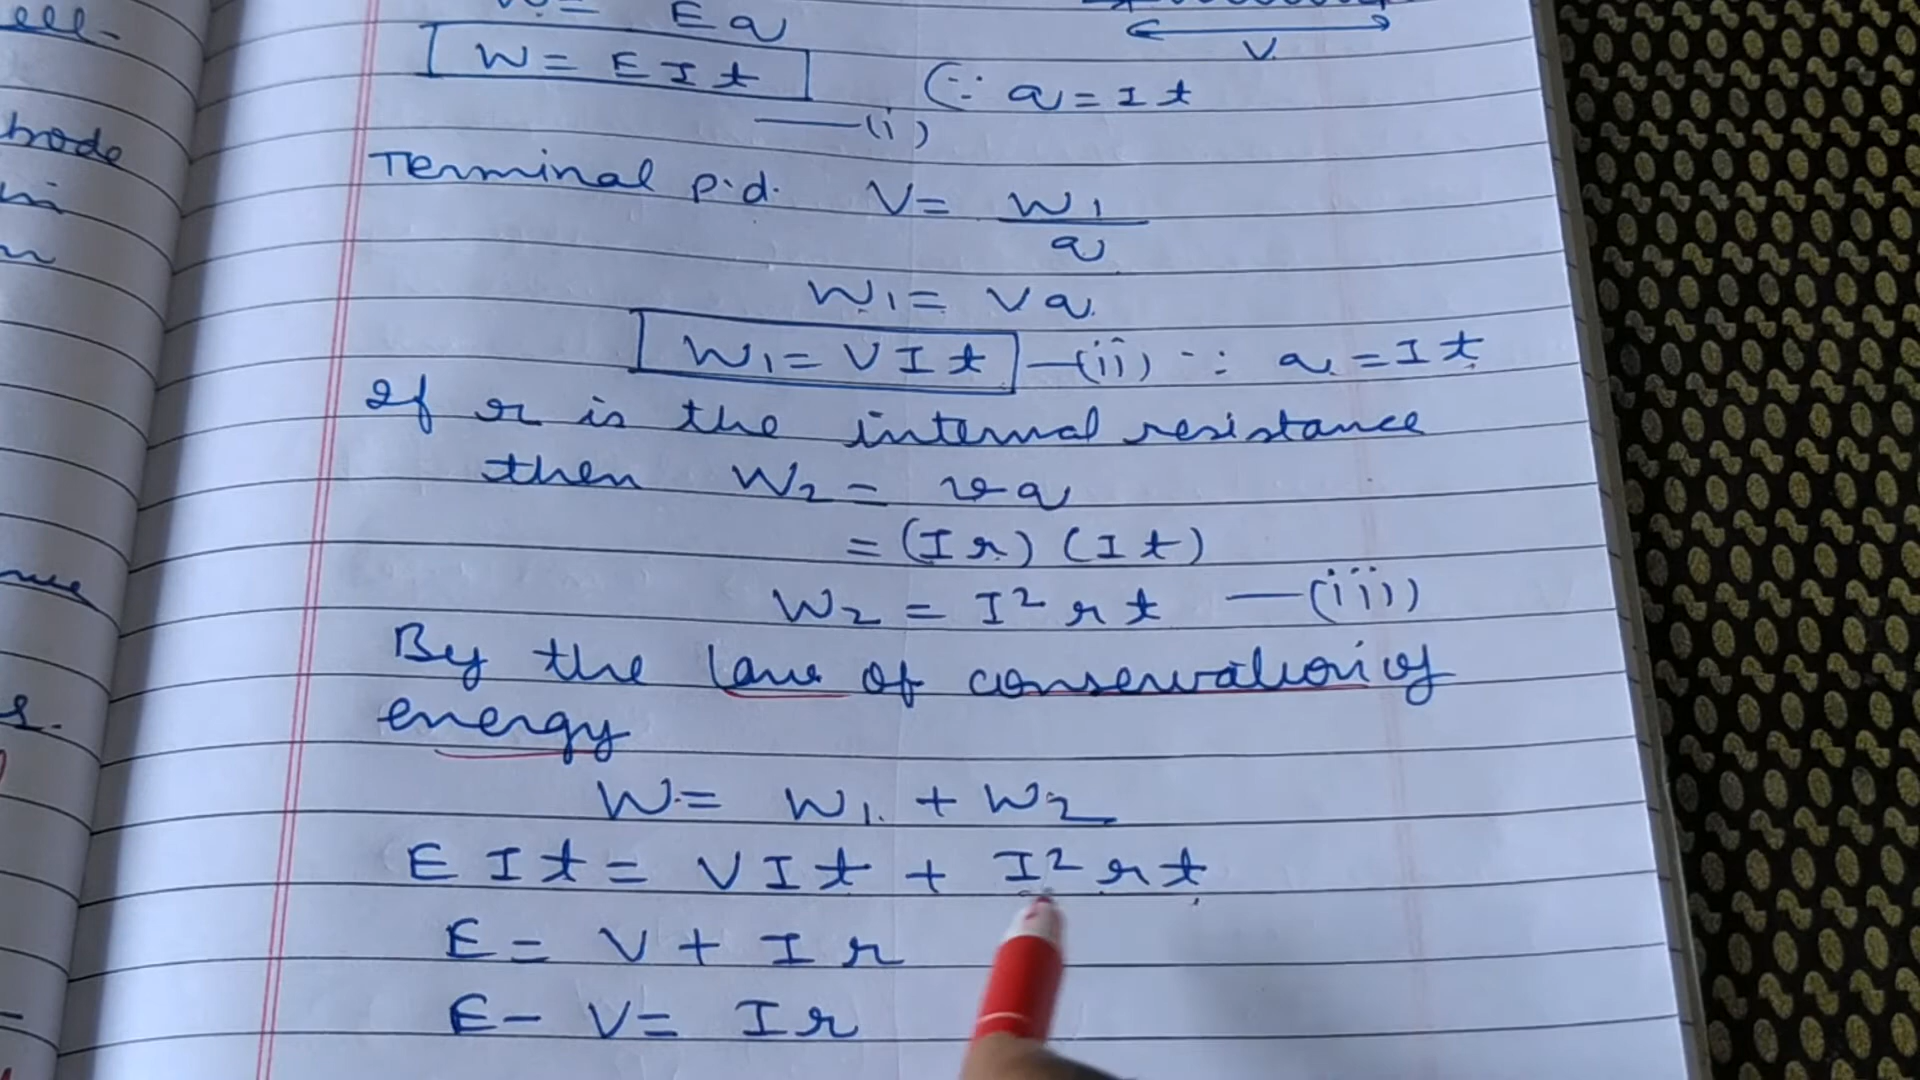 ell.
W = Eq
W = EIt (∵ q = It
—(i)
Terminal p.d. V = W1/q
W1 = Vq
W1 = VIt —(ii) ∵ q = It
If r is the internal resistance
then W2 = vq
= (Ir)(It)
W2 = I²rt —(iii)
By the law of conservation of
energy
W = W1 + W2
EIt = VIt + I²rt
E = V + Ir
E - V = Ir
V